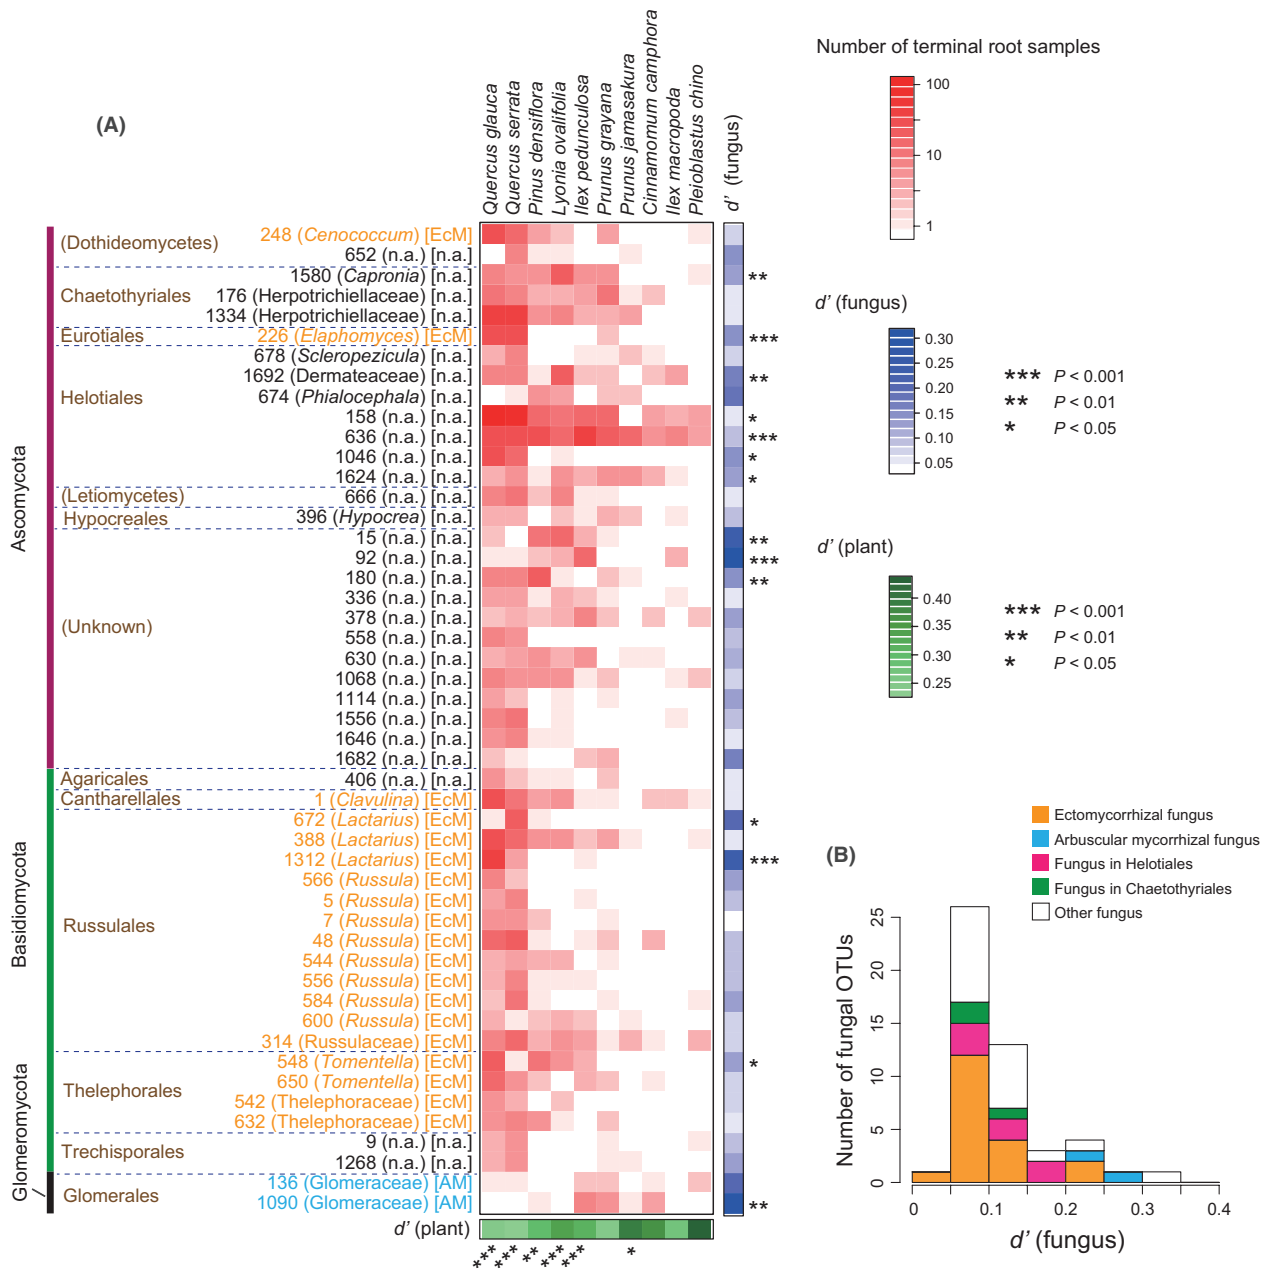 (A)
Quercus glauca
Quercus serrata
Pinus densiflora
Lyonia ovalifolia
Ilex pedunculosa
Prunus grayana
Prunus jamasakura
Cinnamomum camphora
Ilex macropoda
Pleioblastus chino
d' (fungus)
Ascomycota
Basidiomycota
Glomeromycota
(Dothideomycetes)
248 (Cenococcum) [EcM]
652 (n.a.) [n.a.]
Chaetothyriales
1580 (Capronia) [n.a.] **
176 (Herpotrichiellaceae) [n.a.]
1334 (Herpotrichiellaceae) [n.a.]
Eurotiales
226 (Elaphomyces) [EcM] ***
Helotiales
678 (Scleropezicula) [n.a.]
1692 (Dermateaceae) [n.a.] **
674 (Phialocephala) [n.a.]
158 (n.a.) [n.a.] *
636 (n.a.) [n.a.] ***
1046 (n.a.) [n.a.] *
1624 (n.a.) [n.a.] *
(Letiomycetes)
666 (n.a.) [n.a.]
Hypocreales
396 (Hypocrea) [n.a.]
(Unknown)
15 (n.a.) [n.a.] **
92 (n.a.) [n.a.] ***
180 (n.a.) [n.a.] **
336 (n.a.) [n.a.]
378 (n.a.) [n.a.]
558 (n.a.) [n.a.]
630 (n.a.) [n.a.]
1068 (n.a.) [n.a.]
1114 (n.a.) [n.a.]
1556 (n.a.) [n.a.]
1646 (n.a.) [n.a.]
1682 (n.a.) [n.a.]
Agaricales
406 (n.a.) [n.a.]
Cantharellales
1 (Clavulina) [EcM]
Russulales
672 (Lactarius) [EcM] *
388 (Lactarius) [EcM]
1312 (Lactarius) [EcM] ***
566 (Russula) [EcM]
5 (Russula) [EcM]
7 (Russula) [EcM]
48 (Russula) [EcM]
544 (Russula) [EcM]
556 (Russula) [EcM]
584 (Russula) [EcM]
600 (Russula) [EcM]
314 (Russulaceae) [EcM]
Thelephorales
548 (Tomentella) [EcM] *
650 (Tomentella) [EcM]
542 (Thelephoraceae) [EcM]
632 (Thelephoraceae) [EcM]
Trechisporales
9 (n.a.) [n.a.]
1268 (n.a.) [n.a.]
Glomerales
136 (Glomeraceae) [AM]
1090 (Glomeraceae) [AM] **
d' (plant)
*** *** ** *** *** *
Number of terminal root samples
100
10
1
d' (fungus)
0.30
0.25
0.20
0.15
0.10
0.05
*** P < 0.001
** P < 0.01
* P < 0.05
d' (plant)
0.40
0.35
0.30
0.25
*** P < 0.001
** P < 0.01
* P < 0.05
(B)
Ectomycorrhizal fungus
Arbuscular mycorrhizal fungus
Fungus in Helotiales
Fungus in Chaetothyriales
Other fungus
Number of fungal OTUs
25
20
15
10
5
0
0 0.1 0.2 0.3 0.4
d' (fungus)